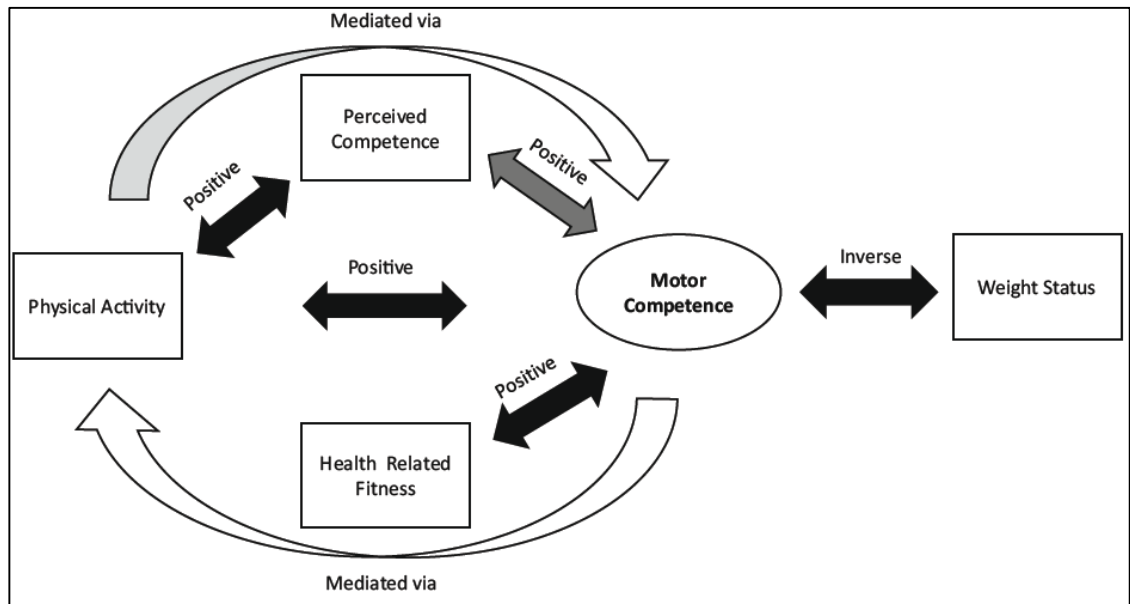 Mediated via
Perceived
Competence
Positive
Positive
Physical Activity
Positive
Motor
Competence
Inverse
Weight Status
Positive
Health Related
Fitness
Mediated via